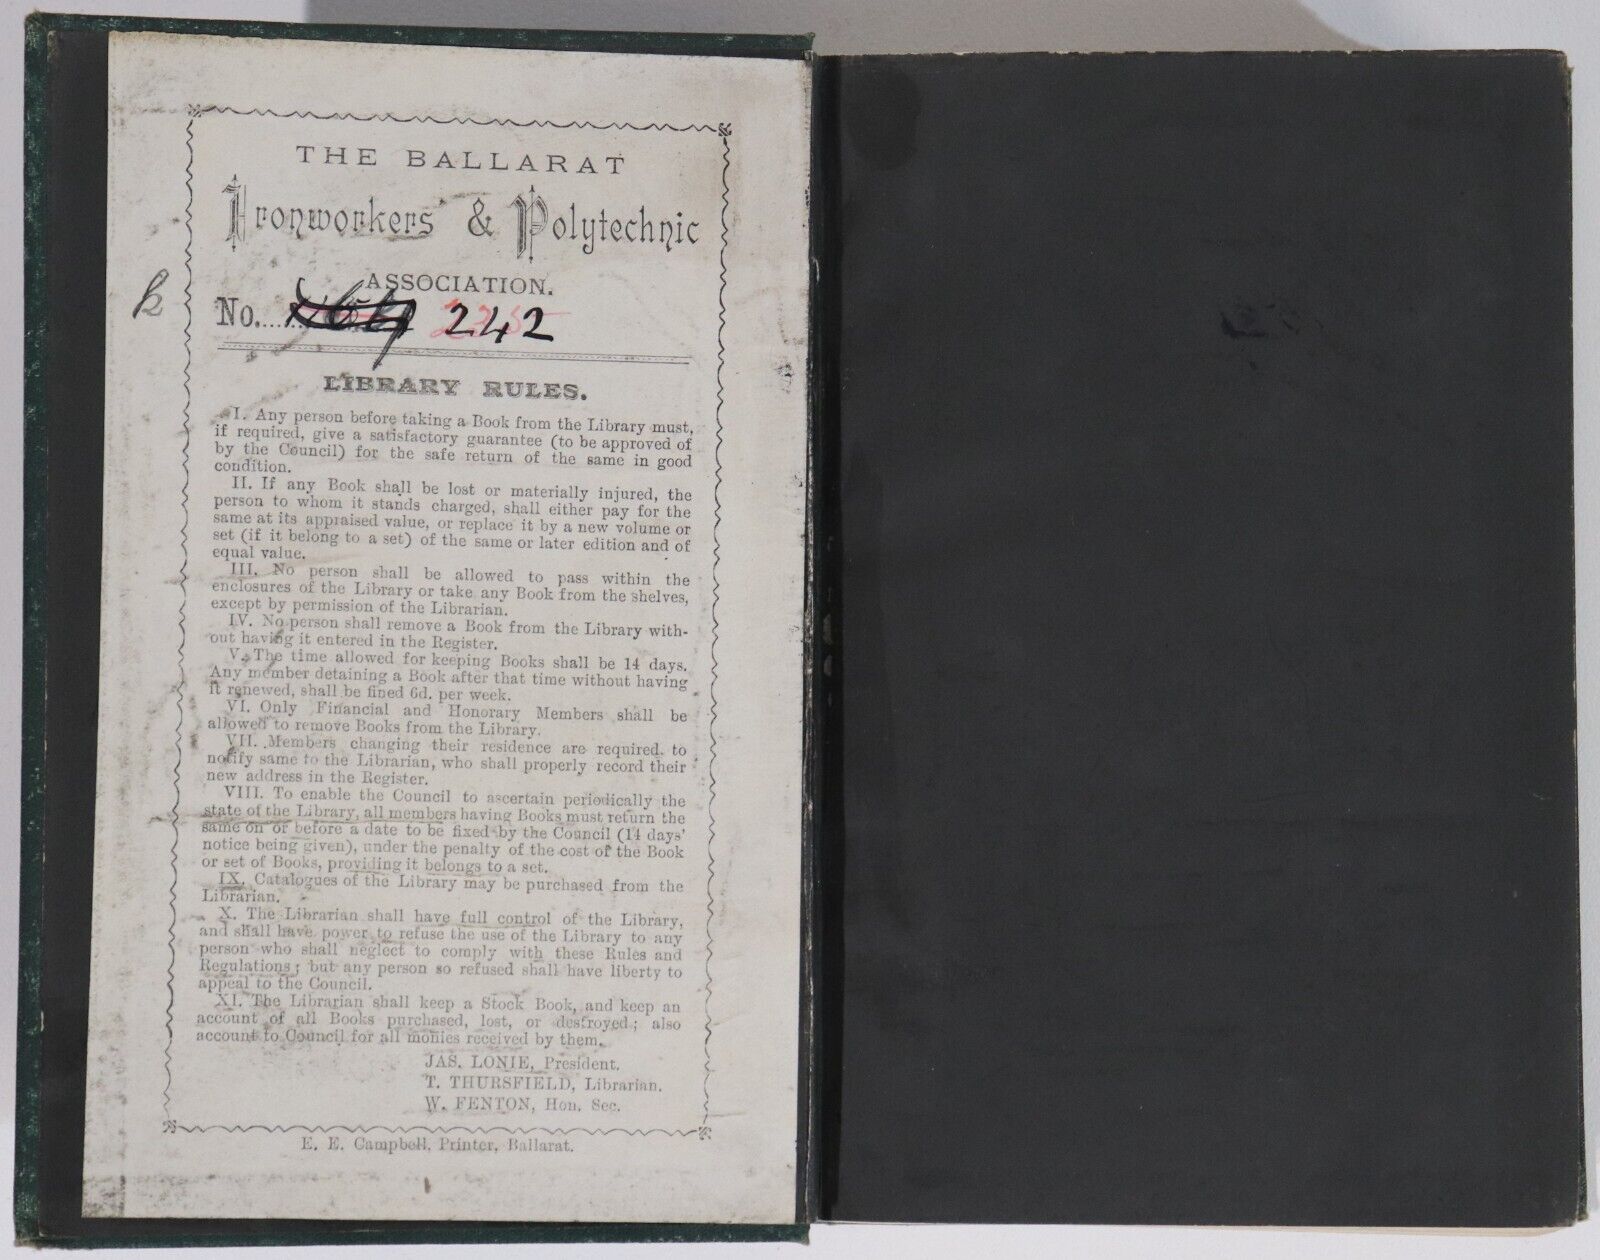 THE BALLARAT
Ironworkers' & Polytechnic
ASSOCIATION.
No. 242
LIBRARY RULES.
I. Any person before taking a Book from the Library must,
if required, give a satisfactory guarantee (to be approved of
by the Council) for the safe return of the same in good
condition.
II. If any Book shall be lost or materially injured, the
person to whom it stands charged, shall either pay for the
same at its appraised value, or replace it by a new volume or
set (if it belong to a set) of the same or later edition and of
equal value.
III. No person shall be allowed to pass within the
enclosures of the Library or take any Book from the shelves,
except by permission of the Librarian.
IV. No person shall remove a Book from the Library with-
out having it entered in the Register.
V. The time allowed for keeping Books shall be 14 days.
Any member detaining a Book after that time without having
it renewed, shall be fined 6d. per week.
VI. Only Financial and Honorary Members shall be
allowed to remove Books from the Library.
VII. Members changing their residence are required to
notify same to the Librarian, who shall properly record their
new address in the Register.
VIII. To enable the Council to ascertain periodically the
state of the Library, all members having Books must return the
same on or before a date to be fixed by the Council (14 days'
notice being given), under the penalty of the cost of the Book
or set of Books, providing it belongs to a set.
IX. Catalogues of the Library may be purchased from the
Librarian.
X. The Librarian shall have full control of the Library,
and shall have power to refuse the use of the Library to any
person who shall neglect to comply with these Rules and
Regulations; but any person so refused shall have liberty to
appeal to the Council.
XI. The Librarian shall keep a Stock Book, and keep an
account of all Books purchased, lost, or destroyed; also
account to Council for all monies received by them.
JAS. LONIE, President.
T. THURSFIELD, Librarian.
W. FENTON, Hon. Sec.
E. E. Campbell, Printer, Ballarat.